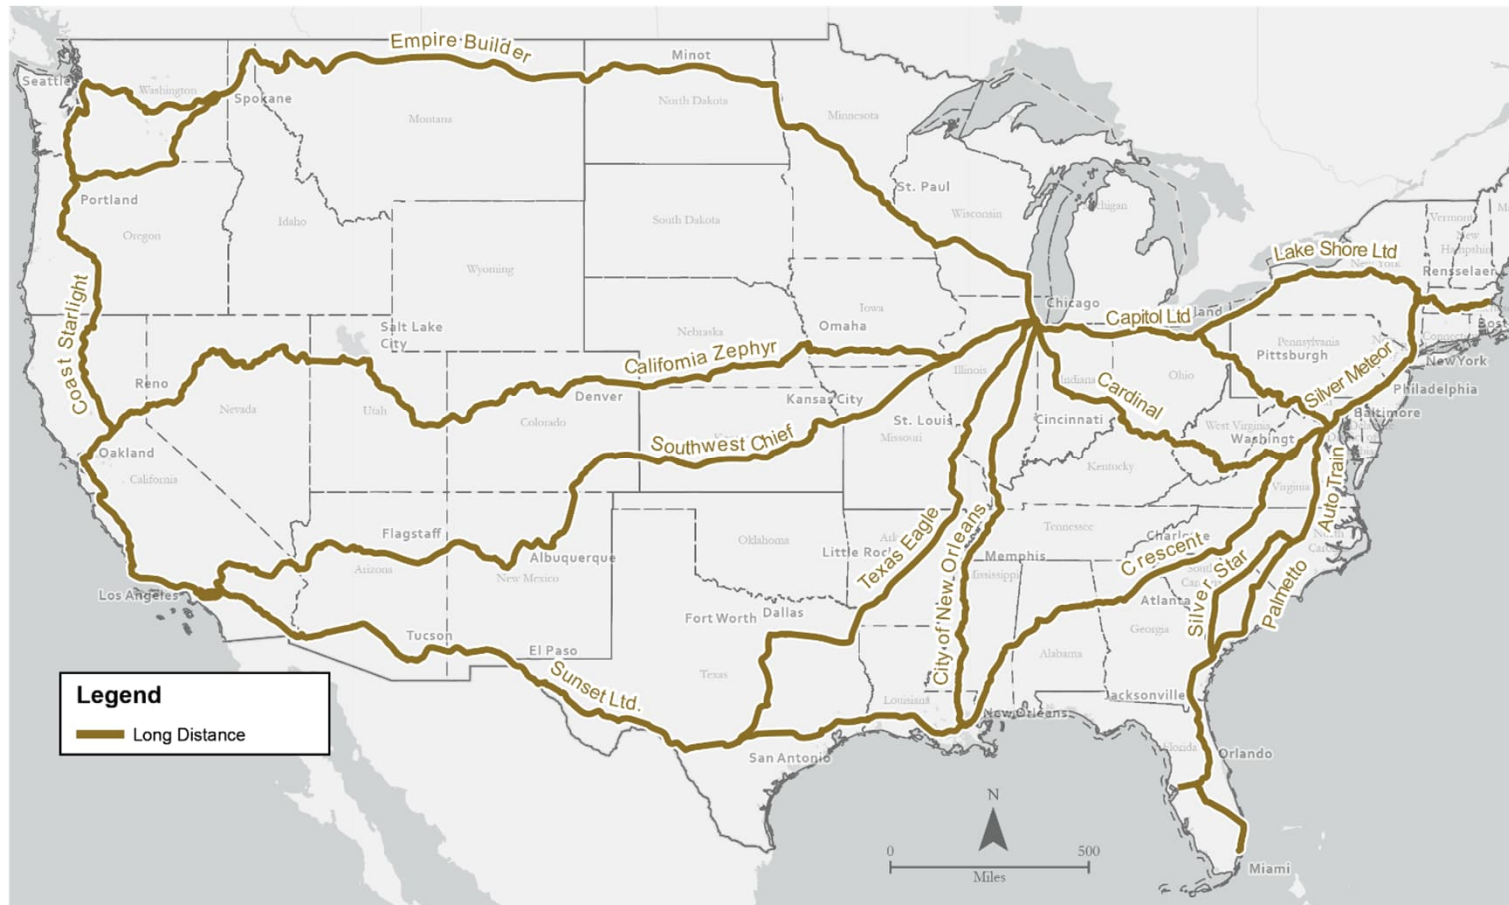 Empire Builder
Minot
Seattle
Washington
Spokane
Montana
North Dakota
Minnesota
St. Paul
Wisconsin
Vermont
New
Hampshire
Lake Shore Ltd
Rensselaer
Portland
Oregon
Idaho
South Dakota
Wyoming
Iowa
Chicago
Capitol Ltd
Coast Starlight
Salt Lake
City
Nebraska
Omaha
California Zephyr
Pennsylvania
Pittsburgh
New York
Silver Meteor
Philadelphia
Reno
Nevada
Utah
Denver
Colorado
Kansas City
Illinois
Indiana
Ohio
Cardinal
St. Louis
Cincinnati
West Virginia
Washingt
Baltimore
Oakland
California
Southwest Chief
Missouri
Kentucky
Virginia
Auto Train
Flagstaff
Arizona
Albuquerque
New Mexico
Oklahoma
Little Rock
Texas Eagle
City of New Orleans
Tennessee
Memphis
Mississippi
Crescent
Silver Star
Palmetto
Los Angeles
Fort Worth
Dallas
Atlanta
Georgia
Alabama
Tucson
El Paso
Sunset Ltd.
Texas
Louisiana
New Orleans
Jacksonville
San Antonio
Florida
Orlando
Miami
Legend
Long Distance
N
0 500
Miles